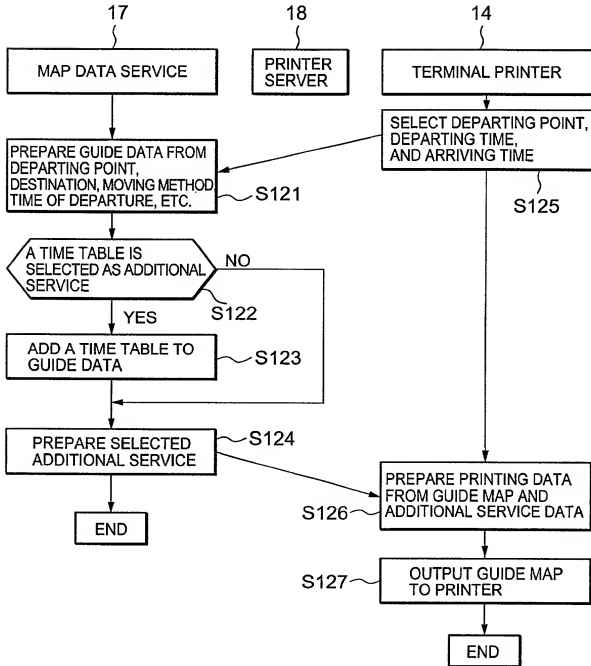 17
18
14
MAP DATA SERVICE
PRINTER
SERVER
TERMINAL PRINTER
SELECT DEPARTING POINT,
DEPARTING TIME,
AND ARRIVING TIME
S125
PREPARE GUIDE DATA FROM
DEPARTING POINT,
DESTINATION, MOVING METHOD,
TIME OF DEPARTURE, ETC.
S121
A TIME TABLE IS
SELECTED AS ADDITIONAL
SERVICE
NO
S122
YES
ADD A TIME TABLE TO
GUIDE DATA
S123
PREPARE SELECTED
ADDITIONAL SERVICE
S124
END
PREPARE PRINTING DATA
FROM GUIDE MAP AND
ADDITIONAL SERVICE DATA
S126
OUTPUT GUIDE MAP
TO PRINTER
S127
END